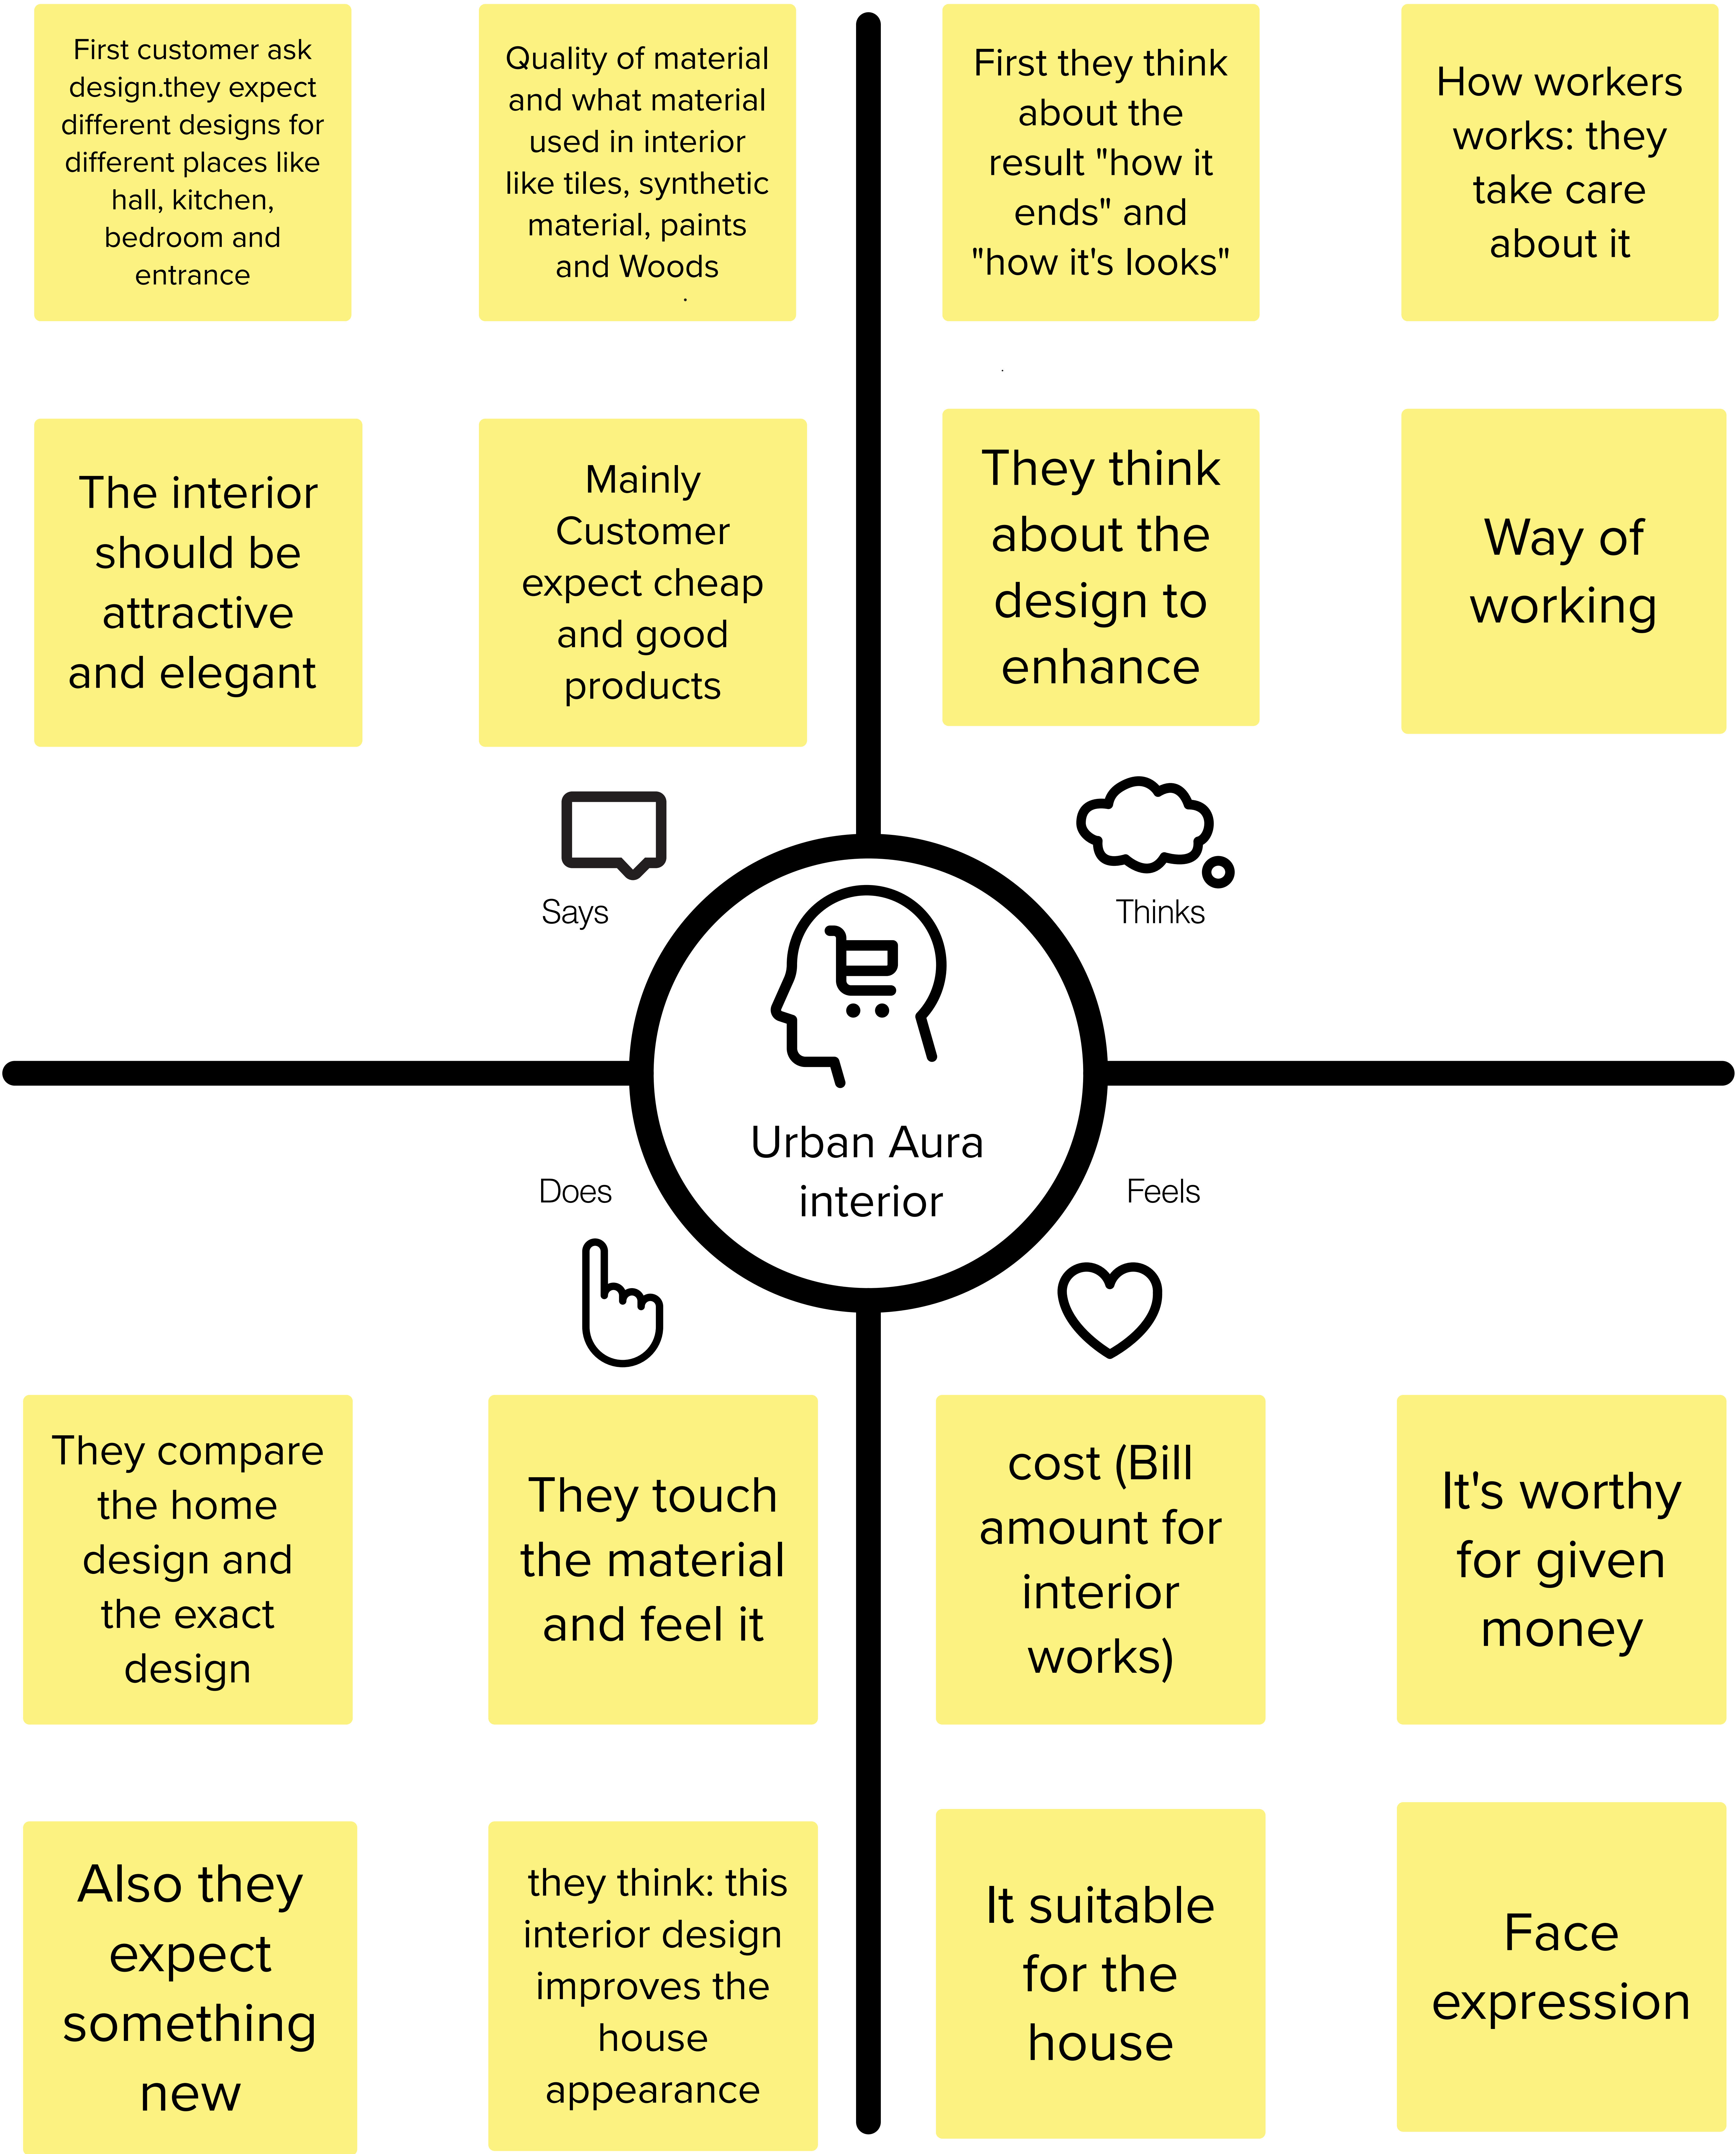 First customer ask
design.they expect
different designs for
different places like
hall, kitchen,
bedroom and
entrance
Quality of material
and what material
used in interior
like tiles, synthetic
material, paints
and Woods
.
The interior
should be
attractive
and elegant
Mainly
Customer
expect cheap
and good
products
Says
First they think
about the
result "how it
ends" and
"how it's looks"
How workers
works: they
take care
about it
.
They think
about the
design to
enhance
Way of
working
Thinks
Urban Aura
interior
Does
They compare
the home
design and
the exact
design
They touch
the material
and feel it
Also they
expect
something
new
they think: this
interior design
improves the
house
appearance
Feels
cost (Bill
amount for
interior
works)
It's worthy
for given
money
It suitable
for the
house
Face
expression